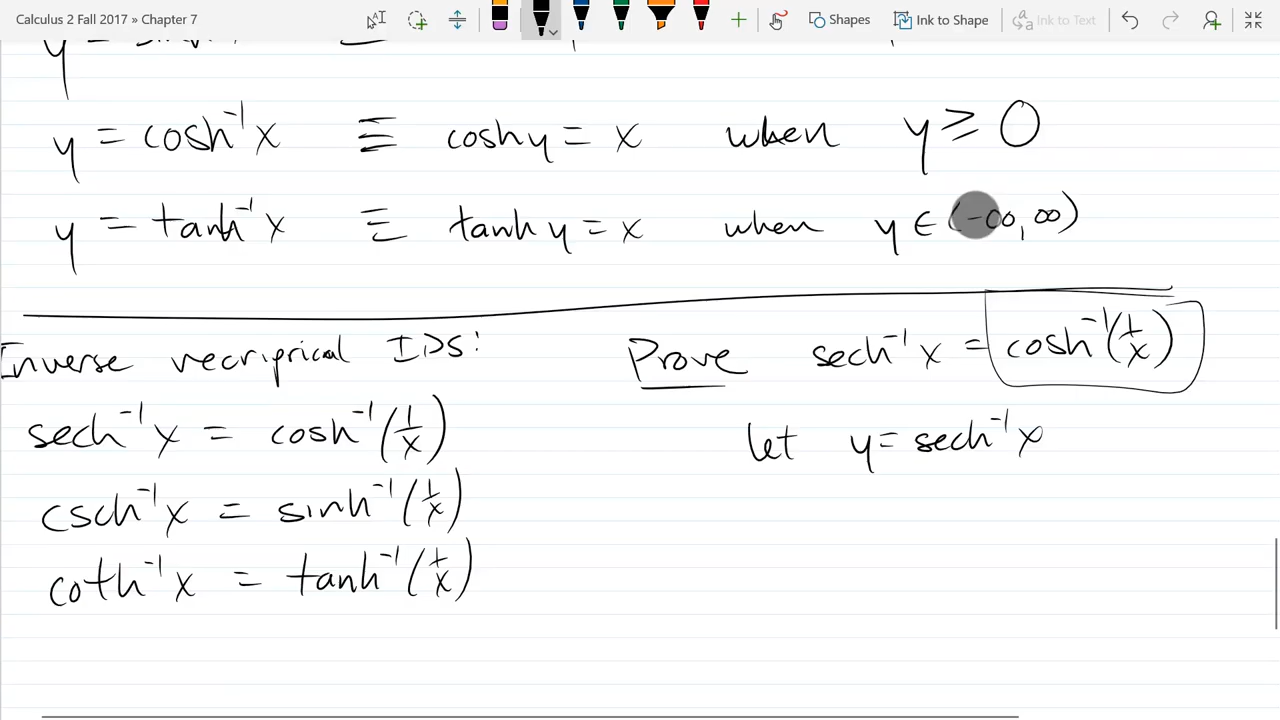 Calculus 2 Fall 2017 » Chapter 7
Shapes
Ink to Shape
Ink to Text
y = cosh⁻¹x ≡ cosh y = x when y ≥ 0
y = tanh⁻¹x ≡ tanh y = x when y ∈ (-∞, ∞)
Inverse recriprical IDS:
sech⁻¹x = cosh⁻¹(1/x)
csch⁻¹x = sinh⁻¹(1/x)
coth⁻¹x = tanh⁻¹(1/x)
Prove sech⁻¹x = cosh⁻¹(1/x)
let y = sech⁻¹x